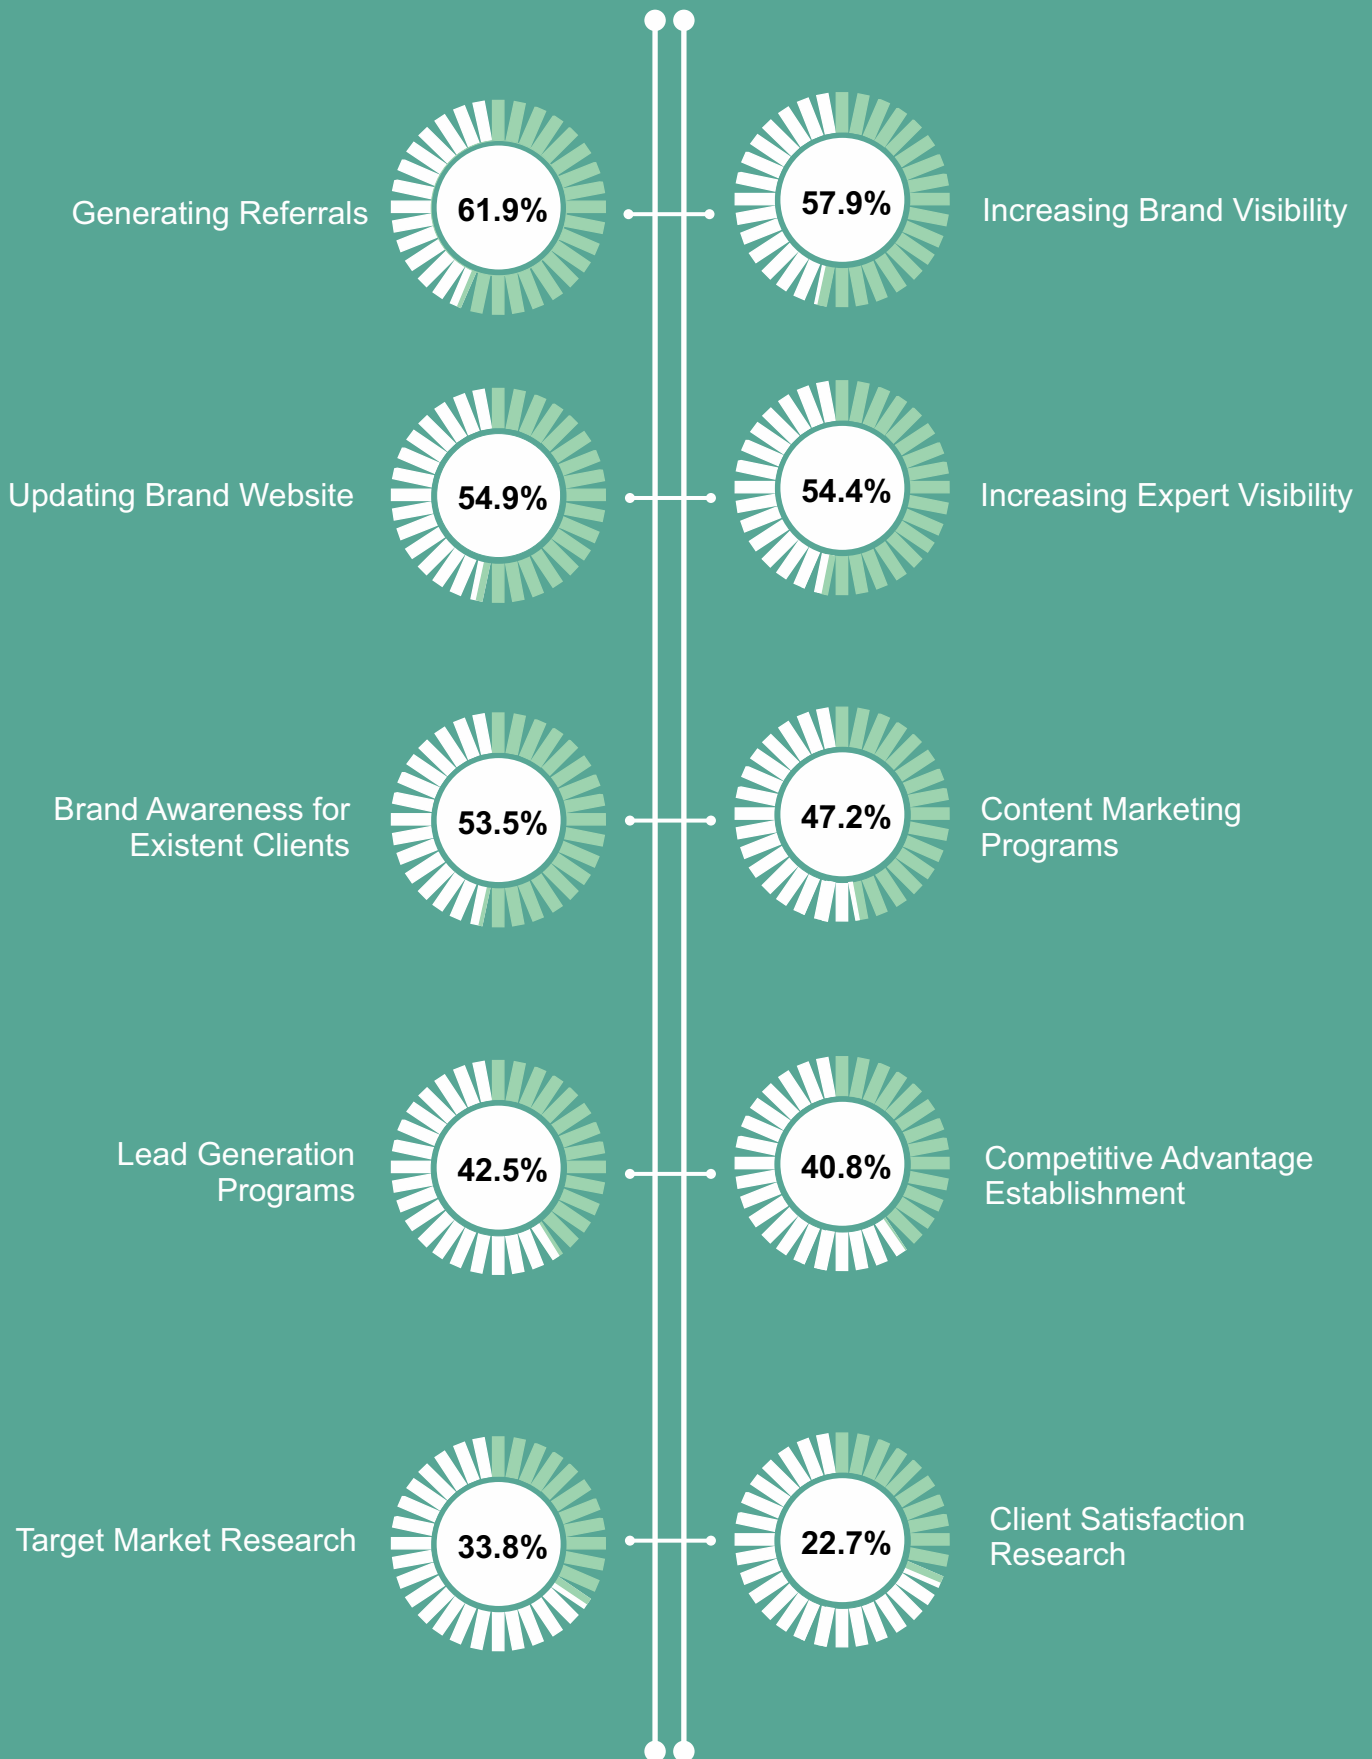 Generating Referrals
61.9%
57.9%
Increasing Brand Visibility
Updating Brand Website
54.9%
54.4%
Increasing Expert Visibility
Brand Awareness for
Existent Clients
53.5%
47.2%
Content Marketing
Programs
Lead Generation
Programs
42.5%
40.8%
Competitive Advantage
Establishment
Target Market Research
33.8%
22.7%
Client Satisfaction
Research